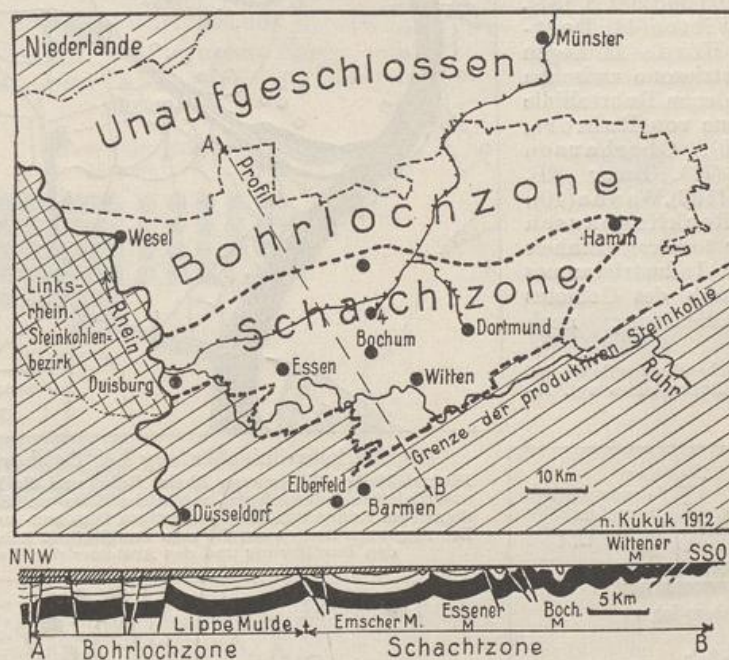 Niederlande
Münster
Unaufgeschlossen
A
Profil
Bohrlochzone
Wesel
Hamm
Links-
rhein.
Steinkohlen-
bezirk
Rhein
Schachtzone
4
Dortmund
Bochum
Essen
Duisburg
Witten
Grenze der produktiven Steinkohle
Ruhr
Elberfeld
B
10 Km
Barmen
Düsseldorf
n. Kukuk 1912
NNW
Wittener
M
SSO
Lippe Mulde
Emscher M.
Essener
M
Boch.
M
5 Km
A
Bohrlochzone
Schachtzone
B